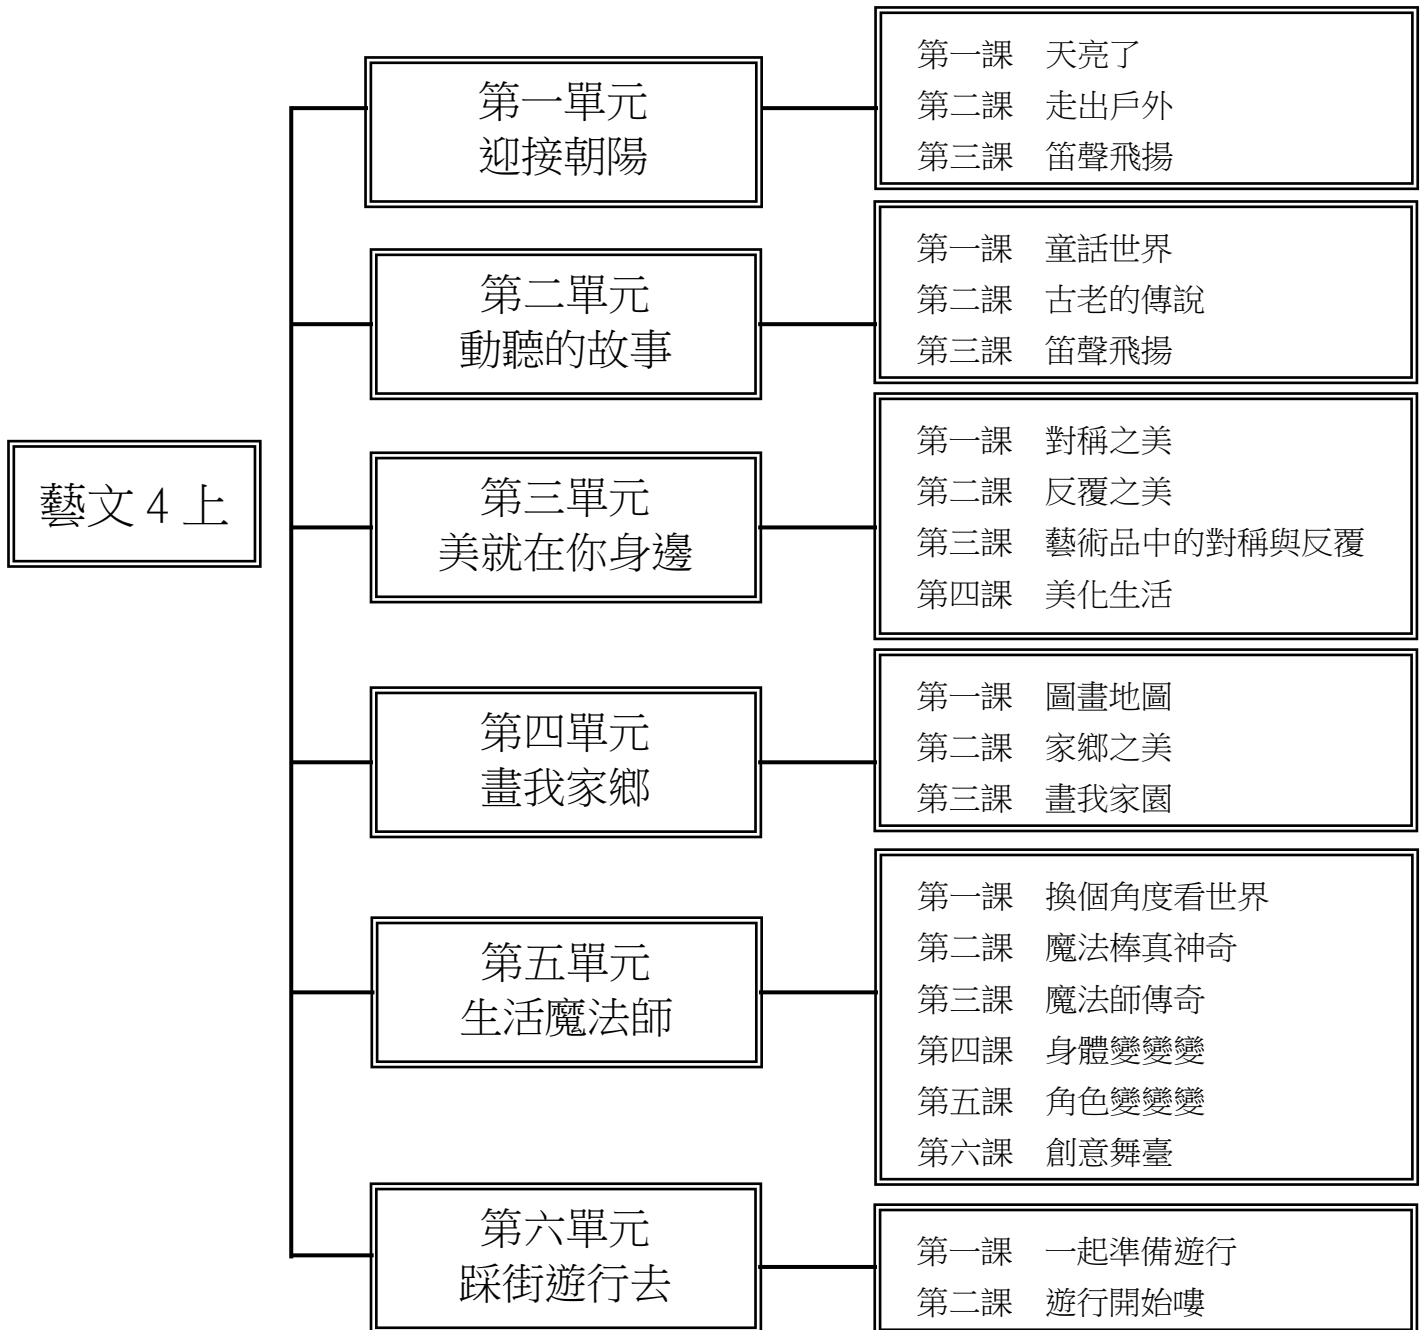 藝文 4 上
第一單元
迎接朝陽
第一課　天亮了
第二課　走出戶外
第三課　笛聲飛揚
第二單元
動聽的故事
第一課　童話世界
第二課　古老的傳說
第三課　笛聲飛揚
第三單元
美就在你身邊
第一課　對稱之美
第二課　反覆之美
第三課　藝術品中的對稱與反覆
第四課　美化生活
第四單元
畫我家鄉
第一課　圖畫地圖
第二課　家鄉之美
第三課　畫我家園
第五單元
生活魔法師
第一課　換個角度看世界
第二課　魔法棒真神奇
第三課　魔法師傳奇
第四課　身體變變變
第五課　角色變變變
第六課　創意舞臺
第六單元
踩街遊行去
第一課　一起準備遊行
第二課　遊行開始嘍